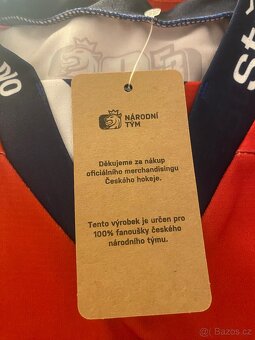 NÁRODNÍ
TÝM
Děkujeme za nákup
oficiálního merchandisingu
Českého hokeje.
Tento výrobek je určen pro
100% fanoušky českého
národního týmu.
Bazoš.cz